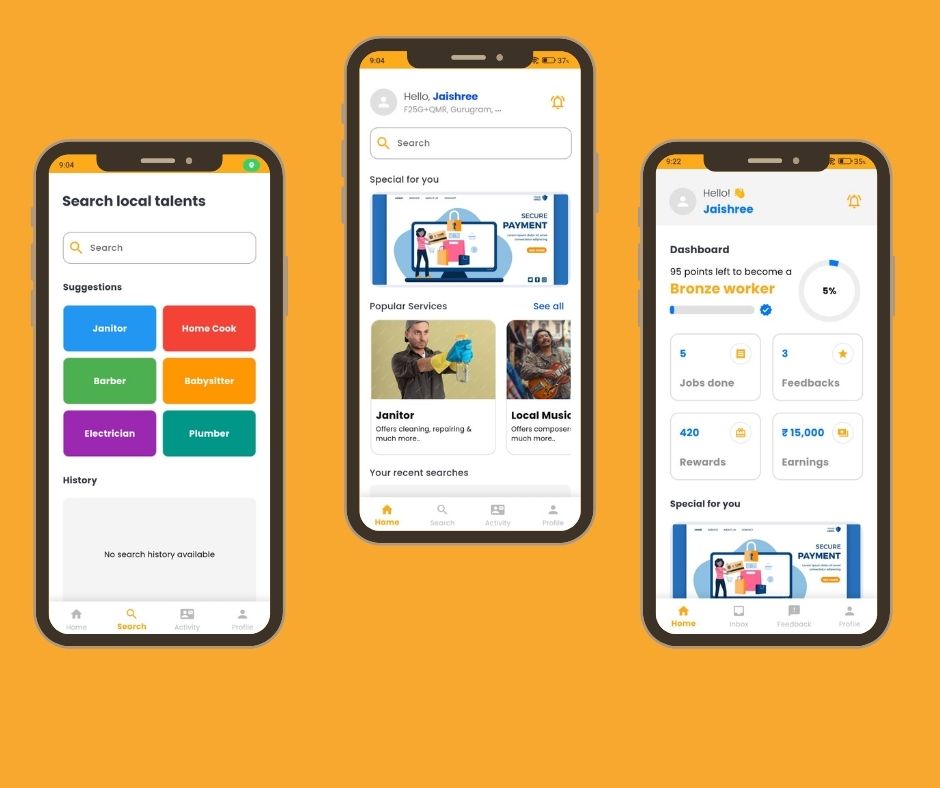 9:04
Search local talents
Search
Suggestions
Janitor
Home Cook
Barber
Babysitter
Electrician
Plumber
History
No search history available
Home
Search
Activity
Profile
9:04
37%
Hello, Jaishree
F25G+QMR, Gurugram, ...
Search
Special for you
SECURE
PAYMENT
Popular Services
See all
Janitor
Offers cleaning, repairing &
much more..
Local Music
Offers composer
much more..
Your recent searches
Home
Search
Activity
Profile
9:22
35%
Hello! 👋
Jaishree
Dashboard
95 points left to become a
Bronze worker
5%
5
Jobs done
3
Feedbacks
420
Rewards
₹ 15,000
Earnings
Special for you
SECURE
PAYMENT
Home
Inbox
Feedback
Profile